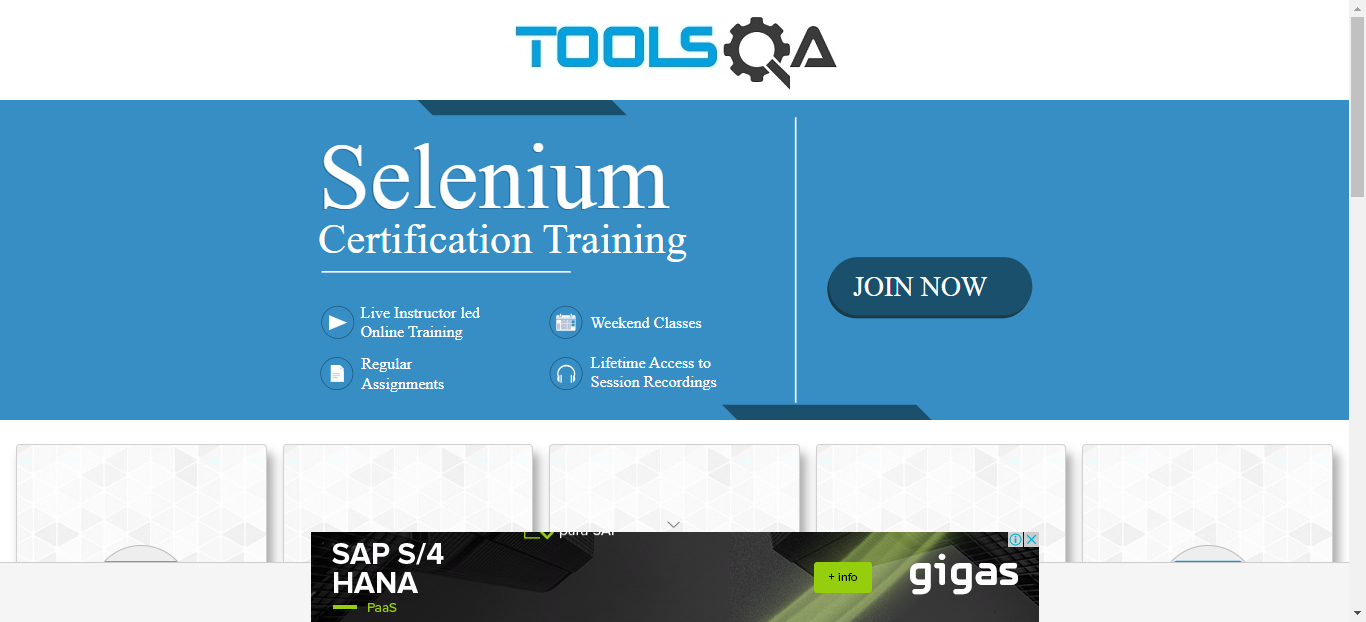 TOOLSQA
Selenium
Certification Training
JOIN NOW
Live Instructor led
Online Training
Weekend Classes
Regular
Assignments
Lifetime Access to
Session Recordings
para SAP
SAP S/4
HANA
PaaS
+ info
gigas